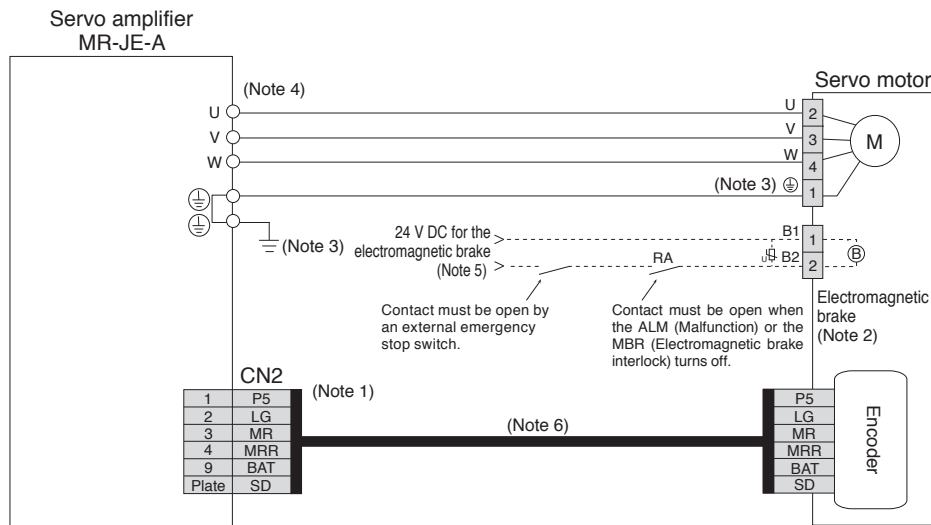 Servo amplifier
MR-JE-A
Servo motor
(Note 4)
U
U
2
V
V
3
M
W
W
4
(Note 3)
1
(Note 3)
24 V DC for the
electromagnetic brake
(Note 5)
B1
1
B
RA
U
B2
2
Contact must be open by
an external emergency
stop switch.
Contact must be open when
the ALM (Malfunction) or the
MBR (Electromagnetic brake
interlock) turns off.
Electromagnetic
brake
(Note 2)
CN2
(Note 1)
(Note 6)
1 P5
2 LG
3 MR
4 MRR
9 BAT
Plate SD
P5
LG
MR
MRR
BAT
SD
Encoder